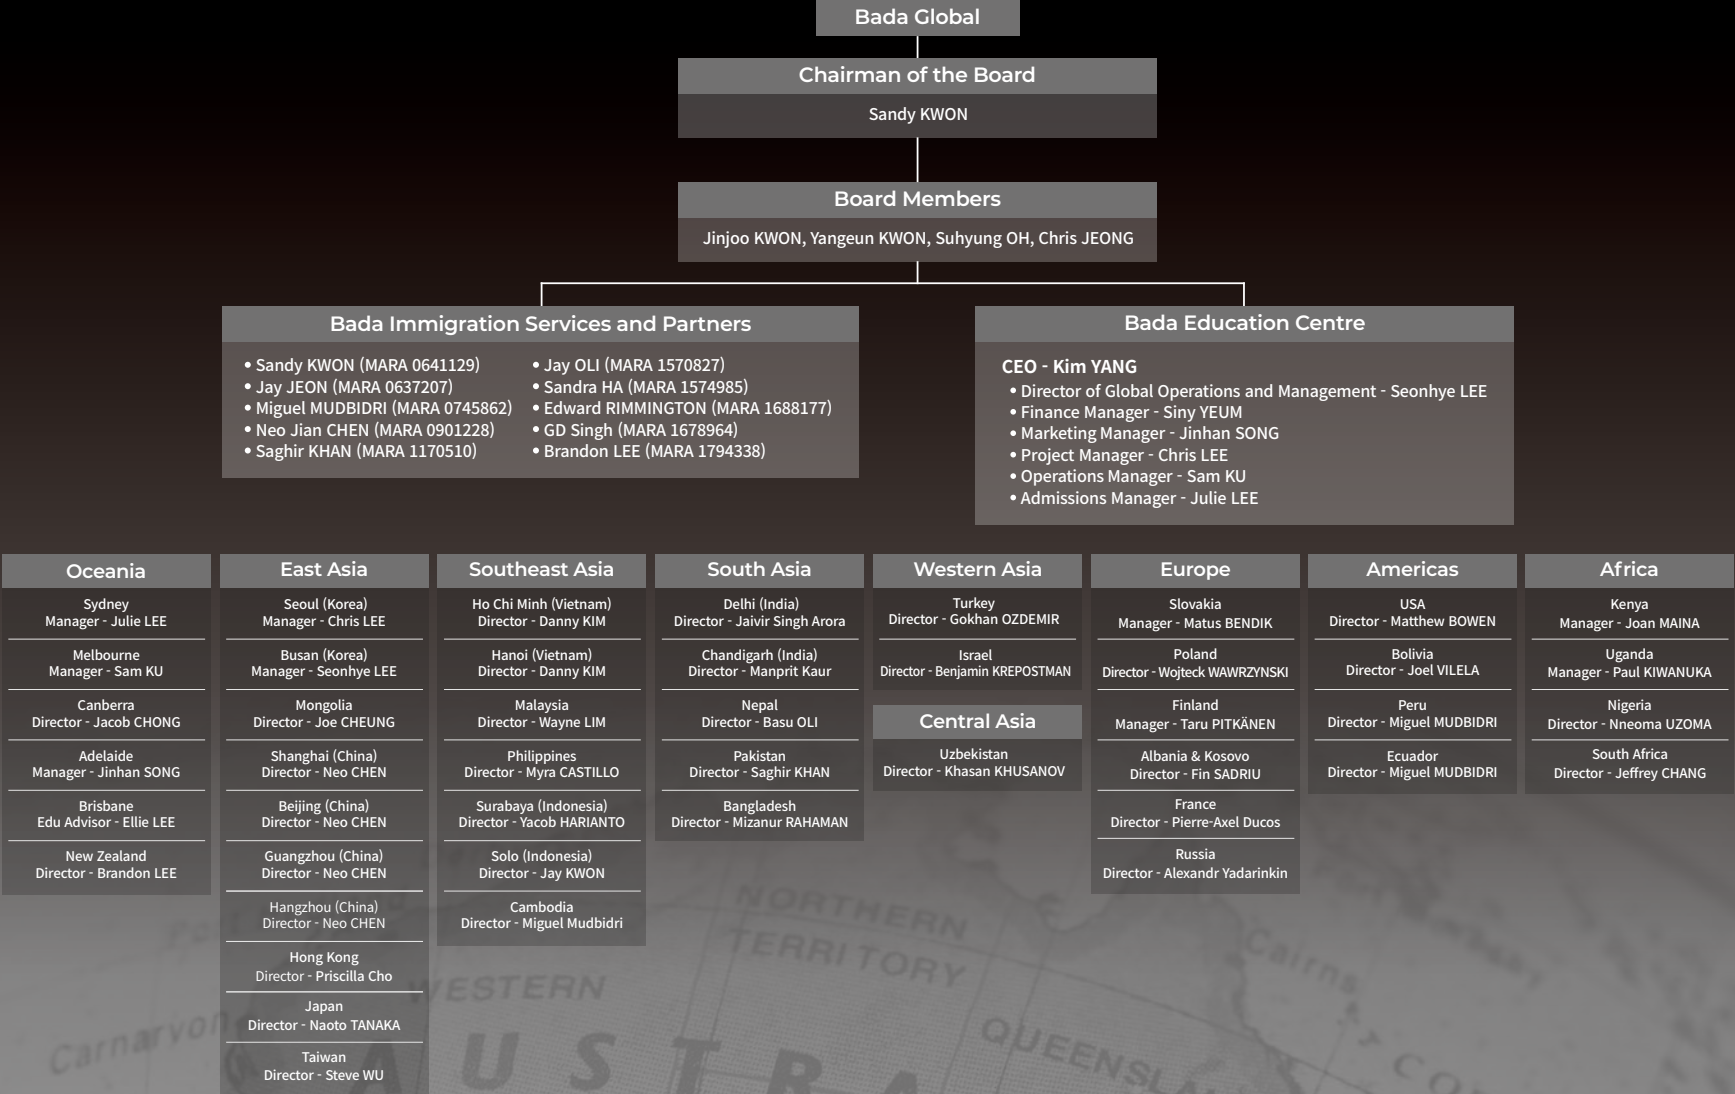 Bada Global
Chairman of the Board
Sandy KWON
Board Members
Jinjoo KWON, Yangeun KWON, Suhyung OH, Chris JEONG
Bada Immigration Services and Partners
• Sandy KWON (MARA 0641129)
• Jay JEON (MARA 0637207)
• Miguel MUDBIDRI (MARA 0745862)
• Neo Jian CHEN (MARA 0901228)
• Saghir KHAN (MARA 1170510)
• Jay OLI (MARA 1570827)
• Sandra HA (MARA 1574985)
• Edward RIMMINGTON (MARA 1688177)
• GD Singh (MARA 1678964)
• Brandon LEE (MARA 1794338)
Bada Education Centre
CEO - Kim YANG
• Director of Global Operations and Management - Seonhye LEE
• Finance Manager - Siny YEUM
• Marketing Manager - Jinhan SONG
• Project Manager - Chris LEE
• Operations Manager - Sam KU
• Admissions Manager - Julie LEE
Oceania
Sydney
Manager - Julie LEE
Melbourne
Manager - Sam KU
Canberra
Director - Jacob CHONG
Adelaide
Manager - Jinhan SONG
Brisbane
Edu Advisor - Ellie LEE
New Zealand
Director - Brandon LEE
East Asia
Seoul (Korea)
Manager - Chris LEE
Busan (Korea)
Manager - Seonhye LEE
Mongolia
Director - Joe CHEUNG
Shanghai (China)
Director - Neo CHEN
Beijing (China)
Director - Neo CHEN
Guangzhou (China)
Director - Neo CHEN
Hangzhou (China)
Director - Neo CHEN
Hong Kong
Director - Priscilla Cho
Japan
Director - Naoto TANAKA
Taiwan
Director - Steve WU
Southeast Asia
Ho Chi Minh (Vietnam)
Director - Danny KIM
Hanoi (Vietnam)
Director - Danny KIM
Malaysia
Director - Wayne LIM
Philippines
Director - Myra CASTILLO
Surabaya (Indonesia)
Director - Yacob HARIANTO
Solo (Indonesia)
Director - Jay KWON
Cambodia
Director - Miguel Mudbidri
South Asia
Delhi (India)
Director - Jaivir Singh Arora
Chandigarh (India)
Director - Manprit Kaur
Nepal
Director - Basu OLI
Pakistan
Director - Saghir KHAN
Bangladesh
Director - Mizanur RAHAMAN
Western Asia
Turkey
Director - Gokhan OZDEMIR
Israel
Director - Benjamin KREPOSTMAN
Central Asia
Uzbekistan
Director - Khasan KHUSANOV
Europe
Slovakia
Manager - Matus BENDIK
Poland
Director - Wojteck WAWRZYNSKI
Finland
Manager - Taru PITKÄNEN
Albania & Kosovo
Director - Fin SADRIU
France
Director - Pierre-Axel Ducos
Russia
Director - Alexandr Yadarinkin
Americas
USA
Director - Matthew BOWEN
Bolivia
Director - Joel VILELA
Peru
Director - Miguel MUDBIDRI
Ecuador
Director - Miguel MUDBIDRI
Africa
Kenya
Manager - Joan MAINA
Uganda
Manager - Paul KIWANUKA
Nigeria
Director - Nneoma UZOMA
South Africa
Director - Jeffrey CHANG
NORTHERN
TERRITORY
Cairns
WESTERN
Carnarvon